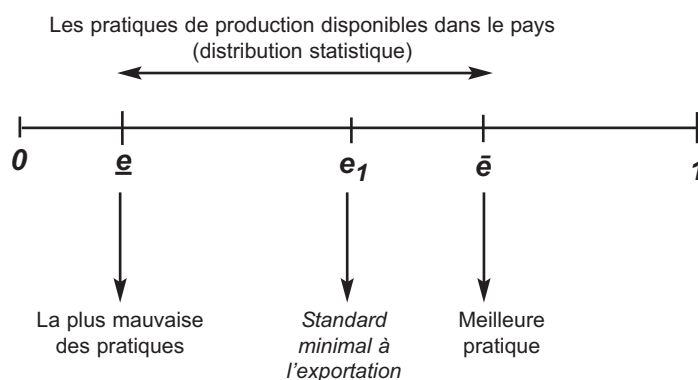 Les pratiques de production disponibles dans le pays
(distribution statistique)
0 e e₁ ē 1
La plus mauvaise
des pratiques
Standard
minimal à
l'exportation
Meilleure
pratique